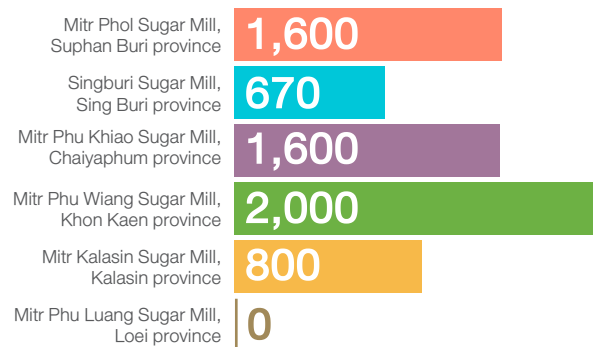 Mitr Phol Sugar Mill,
Suphan Buri province
1,600
Singburi Sugar Mill,
Sing Buri province
670
Mitr Phu Khiao Sugar Mill,
Chaiyaphum province
1,600
Mitr Phu Wiang Sugar Mill,
Khon Kaen province
2,000
Mitr Kalasin Sugar Mill,
Kalasin province
800
Mitr Phu Luang Sugar Mill,
Loei province
0